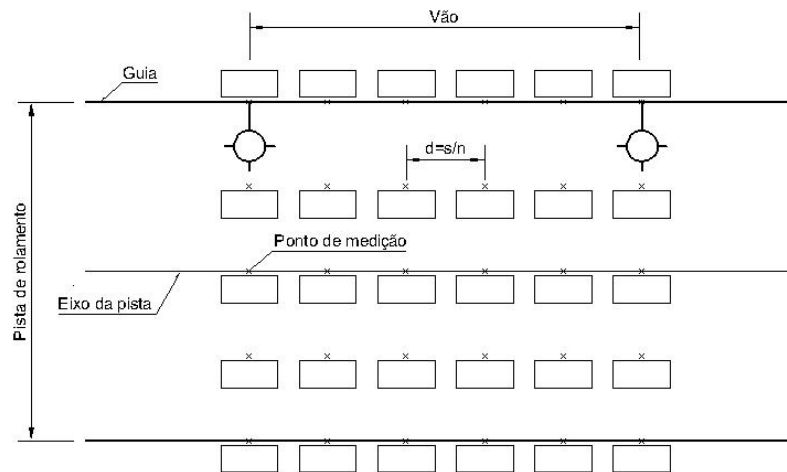 Vão
Guia
d=s/n
Ponto de medição
Eixo da pista
Pista de rolamento